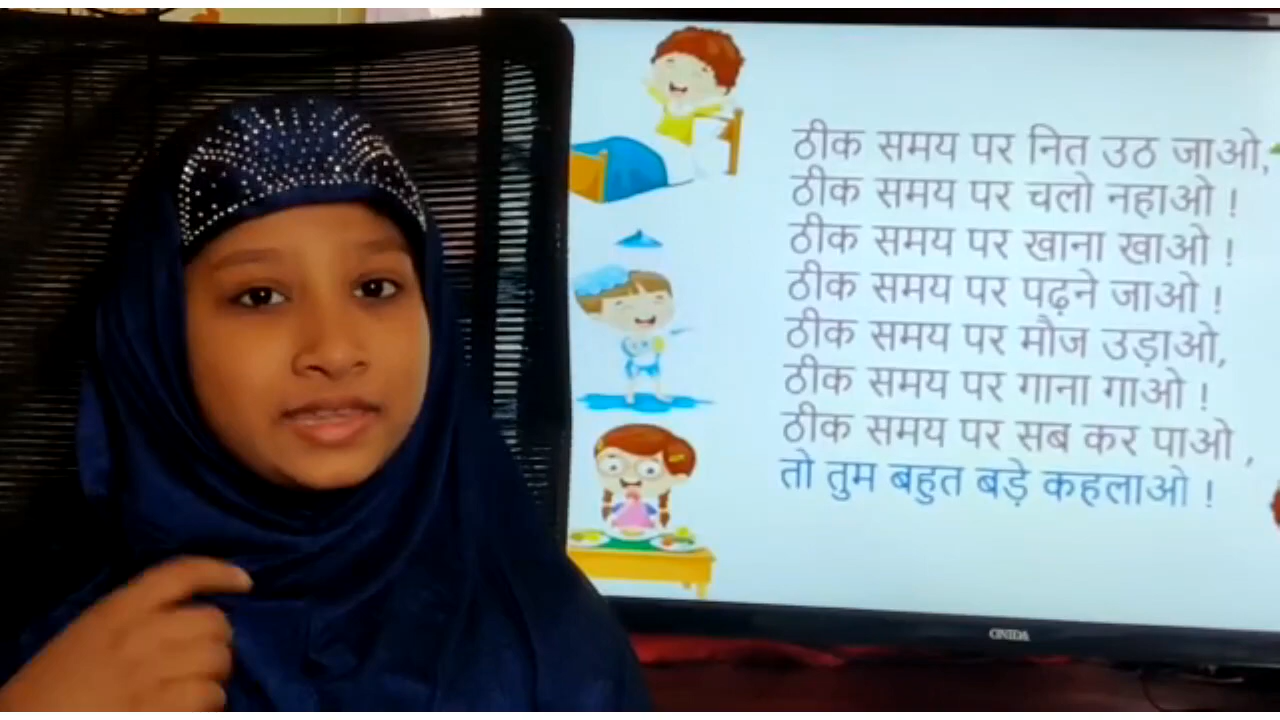 ठीक समय पर नित उठ जाओ,
ठीक समय पर चलो नहाओ !
ठीक समय पर खाना खाओ !
ठीक समय पर पढ़ने जाओ !
ठीक समय पर मौज उड़ाओ,
ठीक समय पर गाना गाओ !
ठीक समय पर सब कर पाओ ,
तो तुम बहुत बड़े कहलाओ !
ONIDA